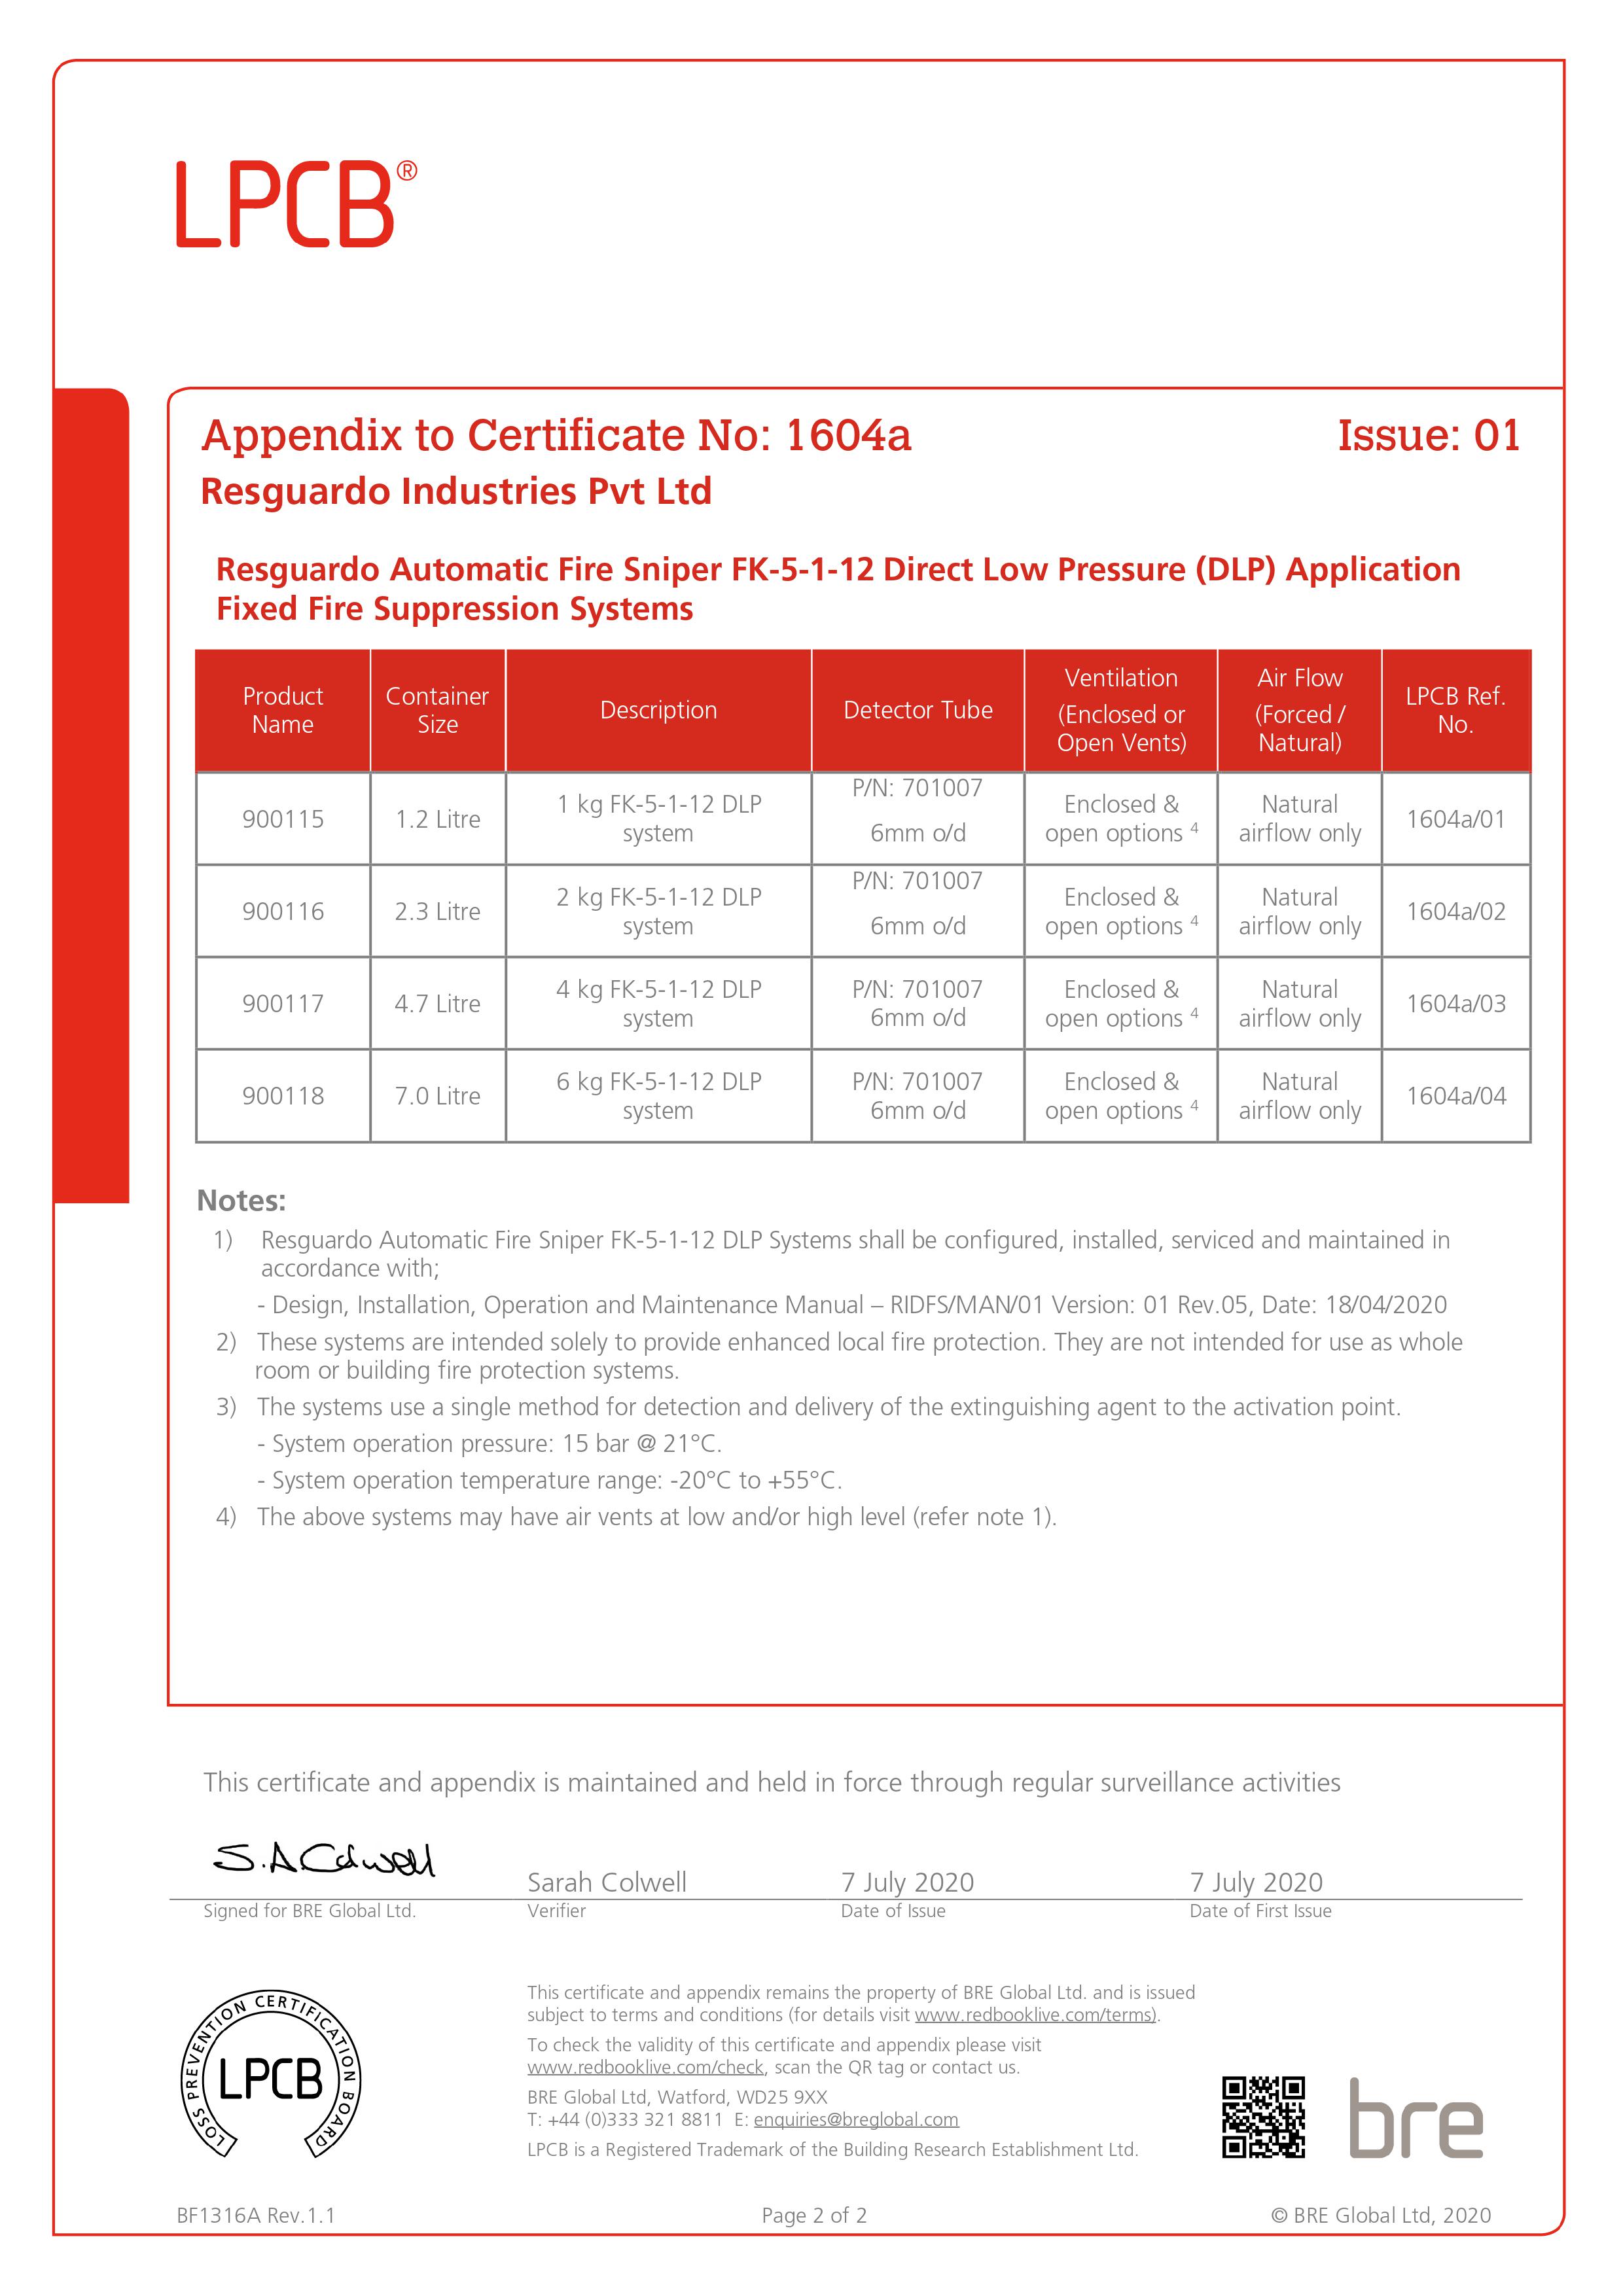 LPCB®
Appendix to Certificate No: 1604a
Issue: 01
Resguardo Industries Pvt Ltd
Resguardo Automatic Fire Sniper FK-5-1-12 Direct Low Pressure (DLP) Application
Fixed Fire Suppression Systems
Product
Name
Container
Size
Description
Detector Tube
Ventilation
(Enclosed or
Open Vents)
Air Flow
(Forced /
Natural)
LPCB Ref.
No.
900115
1.2 Litre
1 kg FK-5-1-12 DLP
system
P/N: 701007
6mm o/d
Enclosed &
open options 4
Natural
airflow only
1604a/01
900116
2.3 Litre
2 kg FK-5-1-12 DLP
system
P/N: 701007
6mm o/d
Enclosed &
open options 4
Natural
airflow only
1604a/02
900117
4.7 Litre
4 kg FK-5-1-12 DLP
system
P/N: 701007
6mm o/d
Enclosed &
open options 4
Natural
airflow only
1604a/03
900118
7.0 Litre
6 kg FK-5-1-12 DLP
system
P/N: 701007
6mm o/d
Enclosed &
open options 4
Natural
airflow only
1604a/04
Notes:
1) Resguardo Automatic Fire Sniper FK-5-1-12 DLP Systems shall be configured, installed, serviced and maintained in
accordance with;
- Design, Installation, Operation and Maintenance Manual – RIDFS/MAN/01 Version: 01 Rev.05, Date: 18/04/2020
2) These systems are intended solely to provide enhanced local fire protection. They are not intended for use as whole
room or building fire protection systems.
3) The systems use a single method for detection and delivery of the extinguishing agent to the activation point.
- System operation pressure: 15 bar @ 21°C.
- System operation temperature range: -20°C to +55°C.
4) The above systems may have air vents at low and/or high level (refer note 1).
This certificate and appendix is maintained and held in force through regular surveillance activities
S.A.Colwell
Sarah Colwell
7 July 2020
7 July 2020
Signed for BRE Global Ltd.
Verifier
Date of Issue
Date of First Issue
LOSS PREVENTION CERTIFICATION BOARD
LPCB
This certificate and appendix remains the property of BRE Global Ltd. and is issued
subject to terms and conditions (for details visit www.redbooklive.com/terms).
To check the validity of this certificate and appendix please visit
www.redbooklive.com/check, scan the QR tag or contact us.
BRE Global Ltd, Watford, WD25 9XX
T: +44 (0)333 321 8811 E: enquiries@breglobal.com
LPCB is a Registered Trademark of the Building Research Establishment Ltd.
bre
BF1316A Rev.1.1
Page 2 of 2
© BRE Global Ltd, 2020